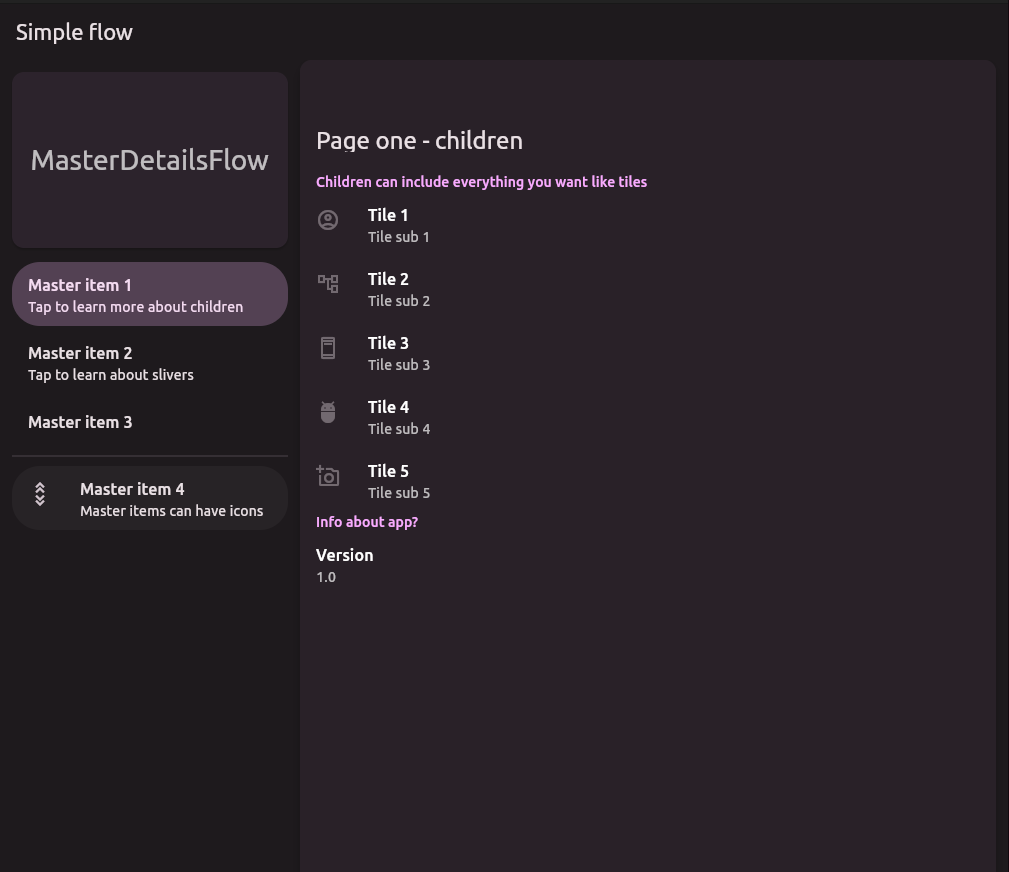 Simple flow
MasterDetailsFlow
Master item 1
Tap to learn more about children
Master item 2
Tap to learn about slivers
Master item 3
Master item 4
Master items can have icons
Page one - children
Children can include everything you want like tiles
Tile 1
Tile sub 1
Tile 2
Tile sub 2
Tile 3
Tile sub 3
Tile 4
Tile sub 4
Tile 5
Tile sub 5
Info about app?
Version
1.0